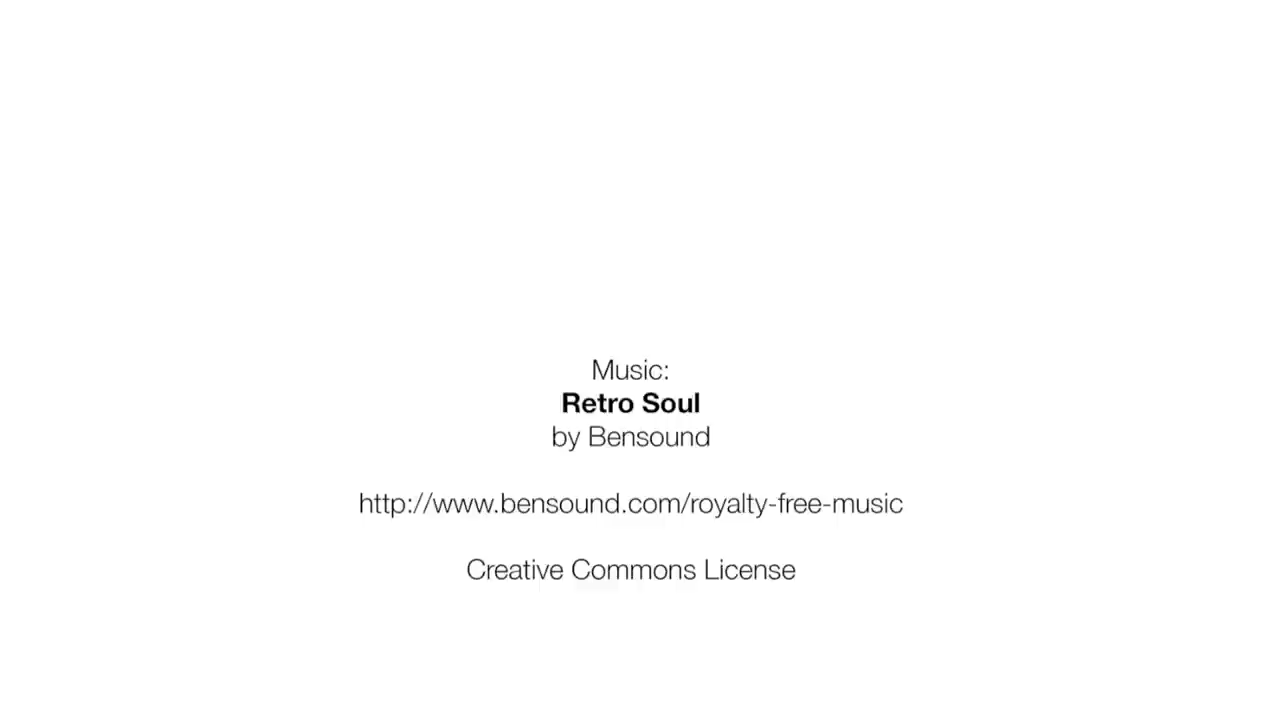 Music:
Retro Soul
by Bensound
http://www.bensound.com/royalty-free-music
Creative Commons License